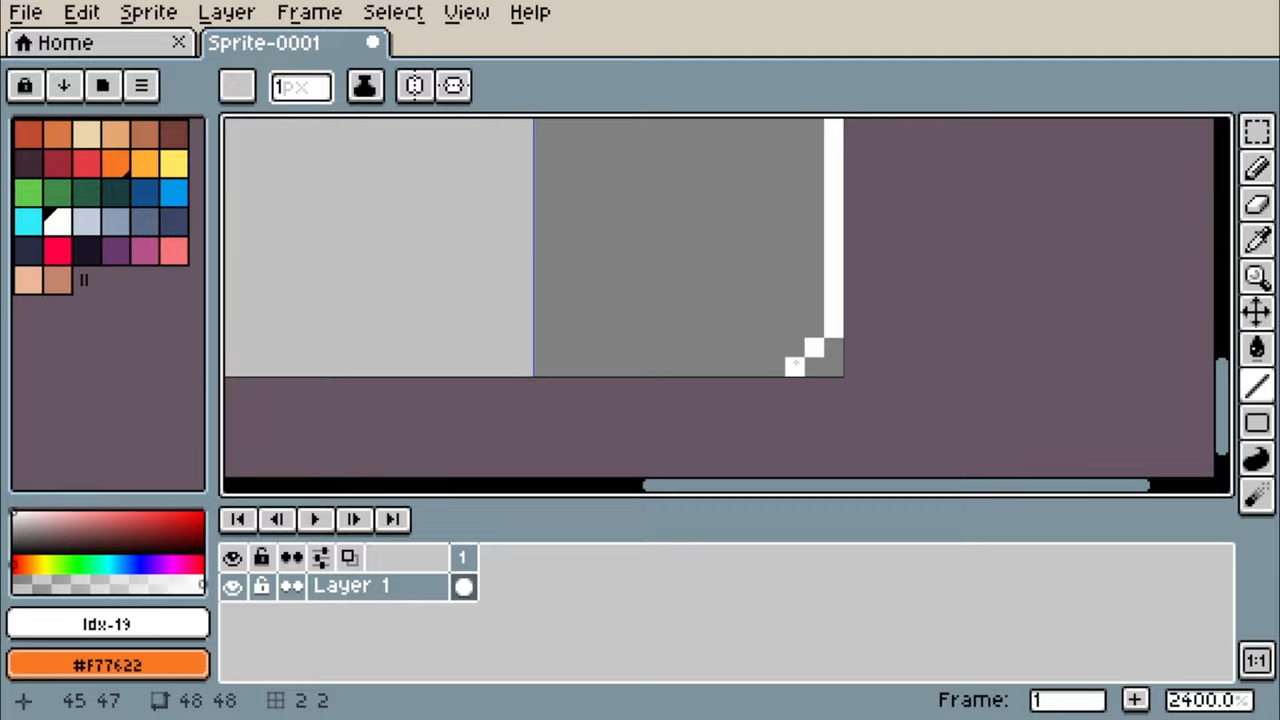 File Edit Sprite Layer Frame Select View Help
Home Sprite-0001
1px
Idx-19
#F77622
1
Layer 1
1:1
45 47 48 48 2 2 Frame: 1 2400.0%